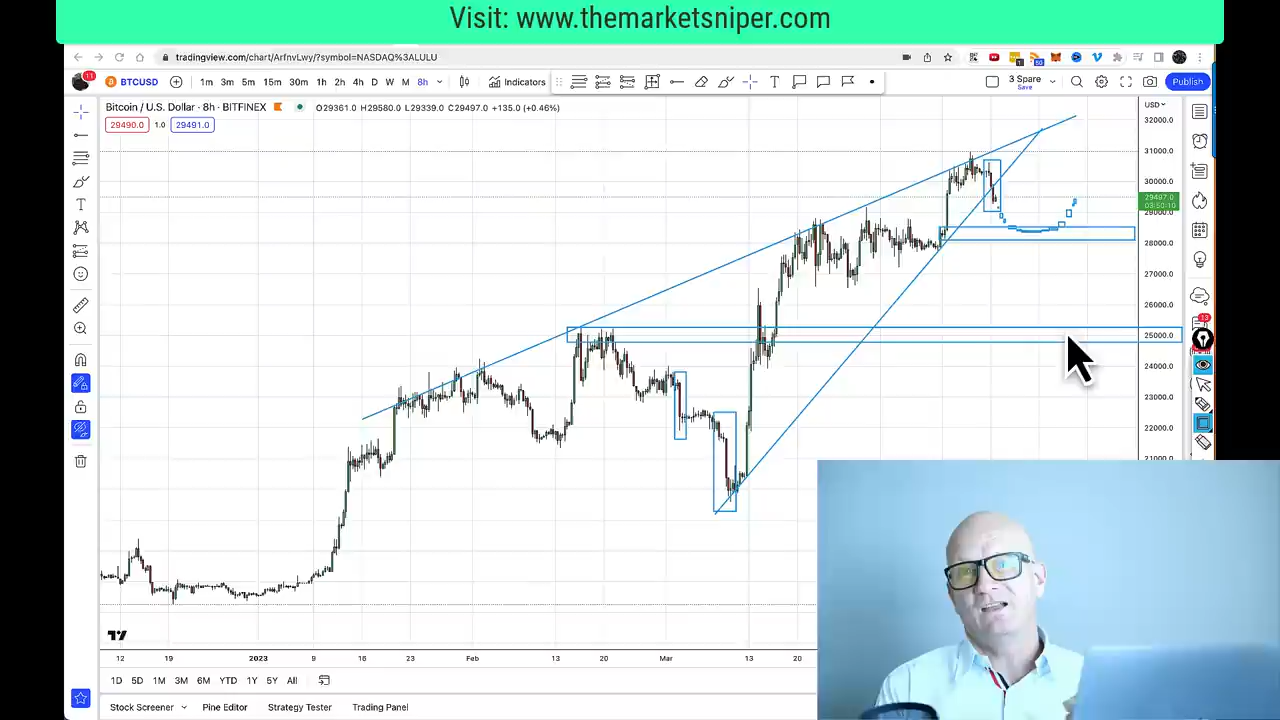 Visit: www.themarketsniper.com
tradingview.com/chart/ArfnvLwy/?symbol=NASDAQ%3ALULU
11
BTCUSD
1m 3m 5m 15m 30m 1h 2h 4h D W M 8h
Indicators
3 Spare
Save
Publish
Bitcoin / U.S. Dollar · 8h · BITFINEX
O29361.0 H29580.0 L29339.0 C29497.0 +135.0 (+0.46%)
USD
29490.0 1.0 29491.0
32000.0
31000.0
30000.0
29497.0
03:50:10
29000.0
28000.0
27000.0
26000.0
25000.0
24000.0
23000.0
22000.0
21000.0
13
12 19 2023 9 16 23 Feb 13 20 Mar 13 20
1D 5D 1M 3M 6M YTD 1Y 5Y All
Stock Screener Pine Editor Strategy Tester Trading Panel